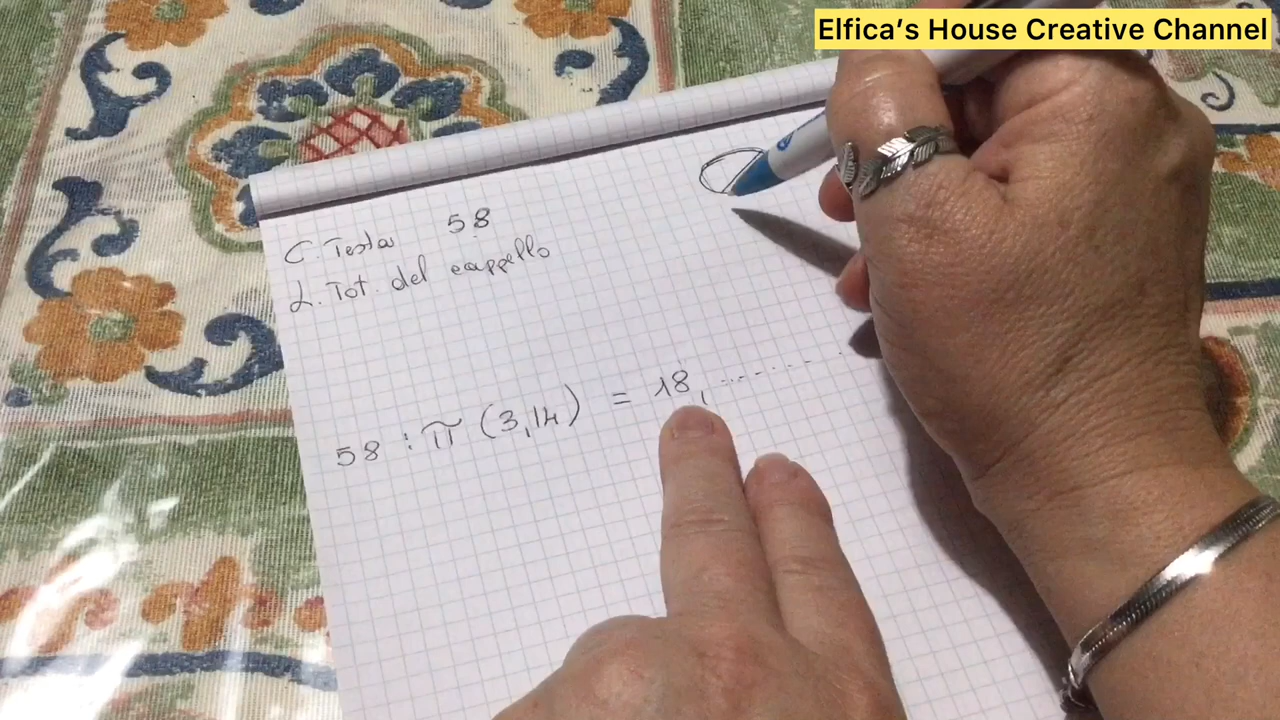 Elfica's House Creative Channel
C. Testa 58
L. Tot. del cappello
58 : π (3,14) = 18, ..........